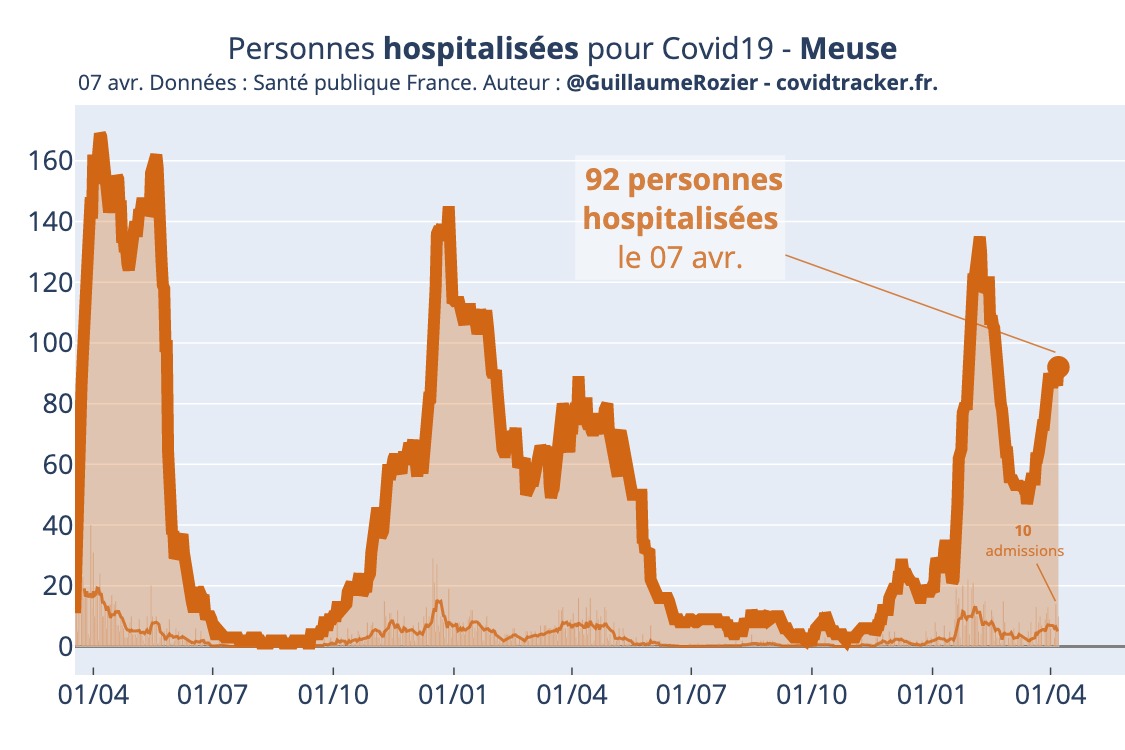 Personnes hospitalisées pour Covid19 - Meuse
07 avr. Données : Santé publique France. Auteur : @GuillaumeRozier - covidtracker.fr.
160
140
120
100
80
60
40
20
0
92 personnes
hospitalisées
le 07 avr.
10
admissions
01/04 01/07 01/10 01/01 01/04 01/07 01/10 01/01 01/04